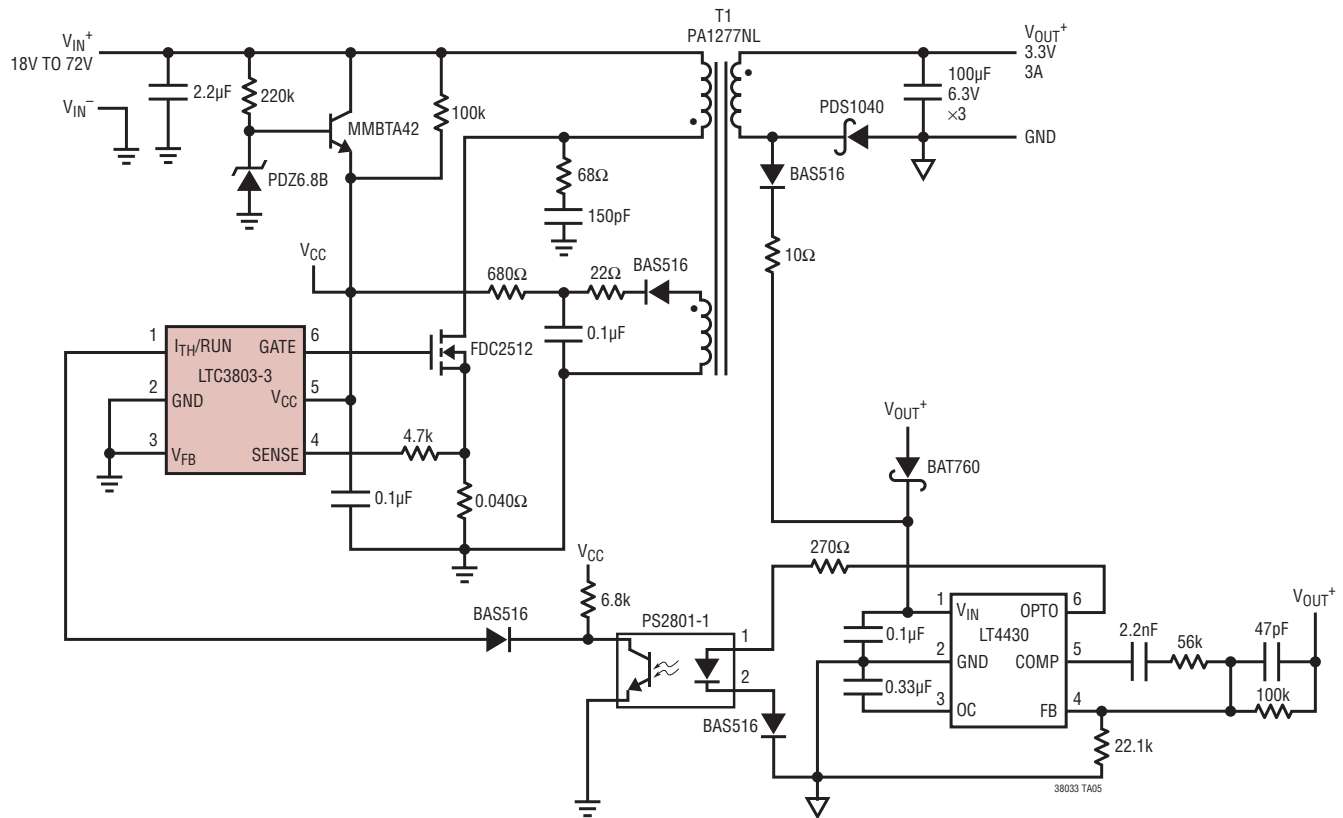 T1
PA1277NL
VIN+
18V TO 72V
VIN−
2.2µF
220k
MMBTA42
100k
PDZ6.8B
68Ω
150pF
VOUT+
3.3V
3A
100µF
6.3V
×3
GND
PDS1040
BAS516
10Ω
VCC
680Ω
22Ω
BAS516
0.1µF
1
ITH/RUN
GATE
6
FDC2512
LTC3803-3
2
GND
VCC
5
3
VFB
SENSE
4
4.7k
0.1µF
0.040Ω
VOUT+
BAT760
VCC
6.8k
BAS516
PS2801-1
1
2
BAS516
270Ω
1
VIN
OPTO
6
LT4430
0.1µF
2
GND
COMP
5
0.33µF
3
OC
FB
4
2.2nF
56k
47pF
100k
VOUT+
22.1k
38033 TA05